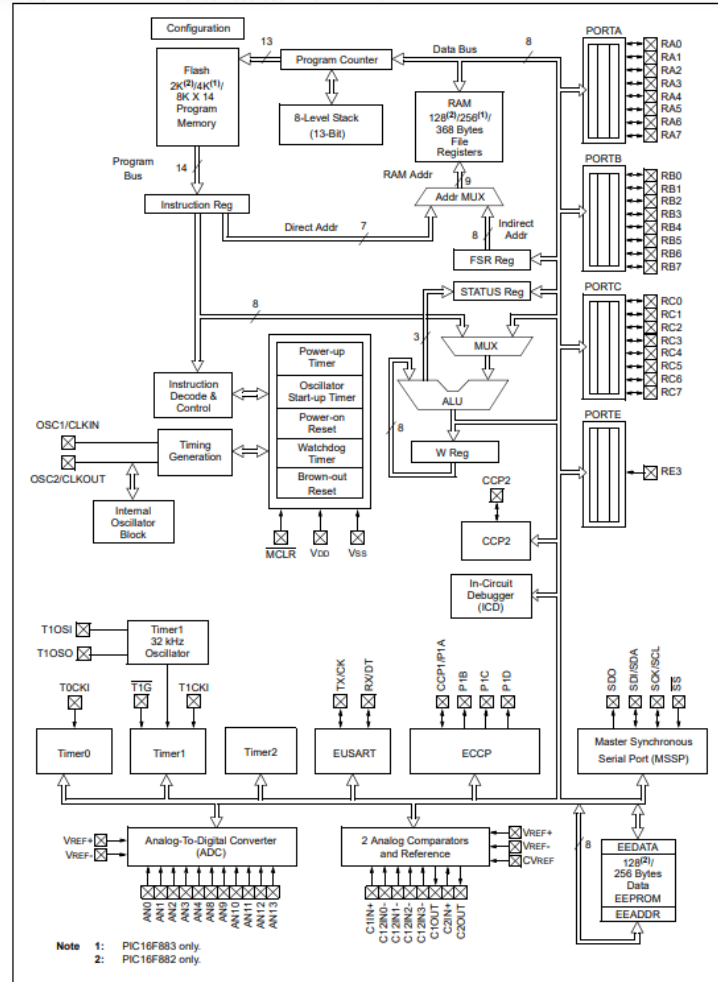 Configuration
13
Program Counter
Data Bus
8
PORTA
RA0
RA1
RA2
RA3
RA4
RA5
RA6
RA7
Flash
2K(2)/4K(1)/
8K X 14
Program
Memory
8-Level Stack
(13-Bit)
RAM
128(2)/256(1)/
368 Bytes
File
Registers
Program
Bus
14
RAM Addr
9
PORTB
RB0
RB1
RB2
RB3
RB4
RB5
RB6
RB7
Instruction Reg
Addr MUX
Direct Addr
7
8
Indirect
Addr
FSR Reg
STATUS Reg
PORTC
RC0
RC1
RC2
RC3
RC4
RC5
RC6
RC7
8
3
MUX
Power-up
Timer
Oscillator
Start-up Timer
Power-on
Reset
Watchdog
Timer
Brown-out
Reset
Instruction
Decode &
Control
ALU
8
W Reg
OSC1/CLKIN
OSC2/CLKOUT
Timing
Generation
Internal
Oscillator
Block
MCLR
VDD
VSS
PORTE
RE3
CCP2
CCP2
In-Circuit
Debugger
(ICD)
T1OSI
T1OSO
Timer1
32 kHz
Oscillator
T0CKI
T1G
T1CKI
TX/CK
RX/DT
CCP1/P1A
P1B
P1C
P1D
SDO
SDI/SDA
SCK/SCL
SS
Timer0
Timer1
Timer2
EUSART
ECCP
Master Synchronous
Serial Port (MSSP)
VREF+
VREF-
Analog-To-Digital Converter
(ADC)
2 Analog Comparators
and Reference
VREF+
VREF-
CVREF
8
EEDATA
128(2)/
256 Bytes
Data
EEPROM
EEADDR
AN0
AN1
AN2
AN3
AN4
AN8
AN9
AN10
AN11
AN12
AN13
C1IN+
C12IN0-
C12IN1-
C12IN2-
C12IN3-
C1OUT
C2IN+
C2OUT
Note 1: PIC16F883 only.
2: PIC16F882 only.